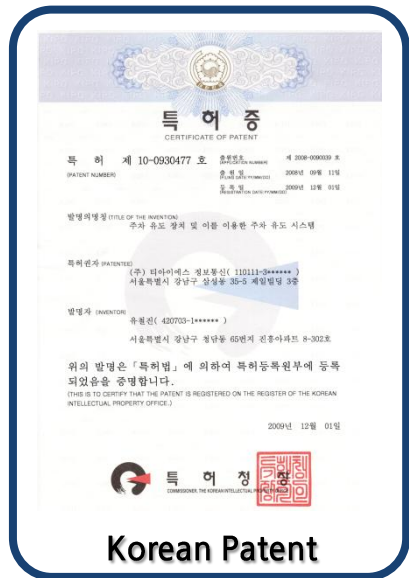 특 허 증
CERTIFICATE OF PATENT
특 허 제 10-0930477 호
(PATENT NUMBER)
출원번호 제 2008-0090939 호
(APPLICATION NUMBER)
출 원 일 2008년 09월 11일
(FILING DATE:YY/MM/DD)
등 록 일 2009년 12월 01일
(REGISTRATION DATE:YY/MM/DD)
발명의명칭 (TITLE OF THE INVENTION)
주차 유도 장치 및 이를 이용한 주차 유도 시스템
특허권자 (PATENTEE)
(주) 티아이에스 정보통신( 110111-3****** )
서울특별시 강남구 삼성동 35-5 제일빌딩 3층
발명자 (INVENTOR)
유철진( 420703-1****** )
서울특별시 강남구 청담동 65번지 진흥아파트 8-302호
위의 발명은「특허법」에 의하여 특허등록원부에 등록
되었음을 증명합니다.
(THIS IS TO CERTIFY THAT THE PATENT IS REGISTERED ON THE REGISTER OF THE KOREAN
INTELLECTUAL PROPERTY OFFICE.)
2009년 12월 01일
특 허 청 장
COMMISSIONER, THE KOREAN INTELLECTUAL PROPERTY OFFICE
Korean Patent